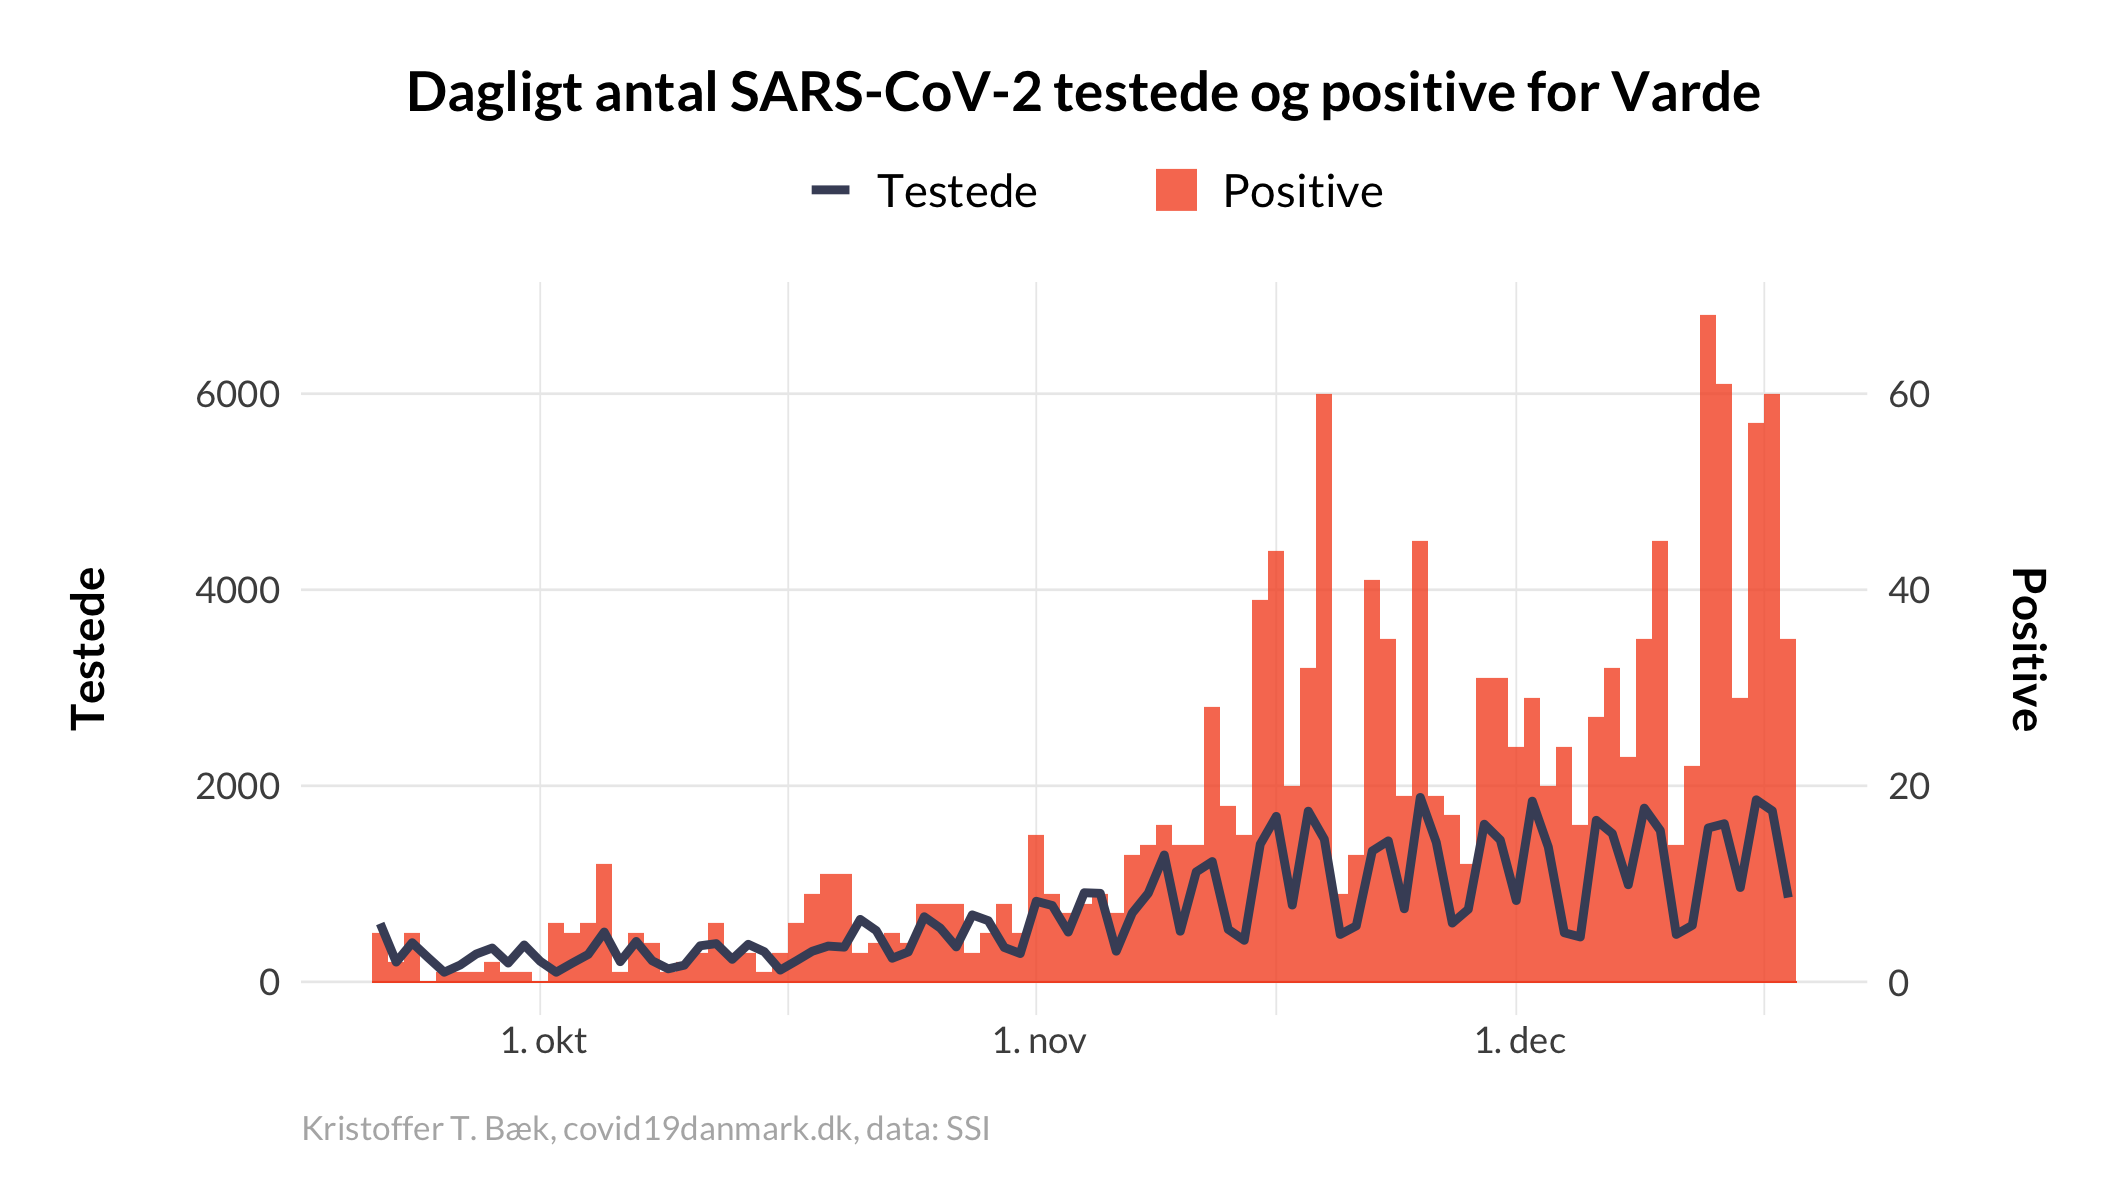 Dagligt antal SARS-CoV-2 testede og positive for Varde
Testede Positive
6000 60
4000 40
2000 20
0 0
Testede
Positive
1. okt 1. nov 1. dec
Kristoffer T. Bæk, covid19danmark.dk, data: SSI